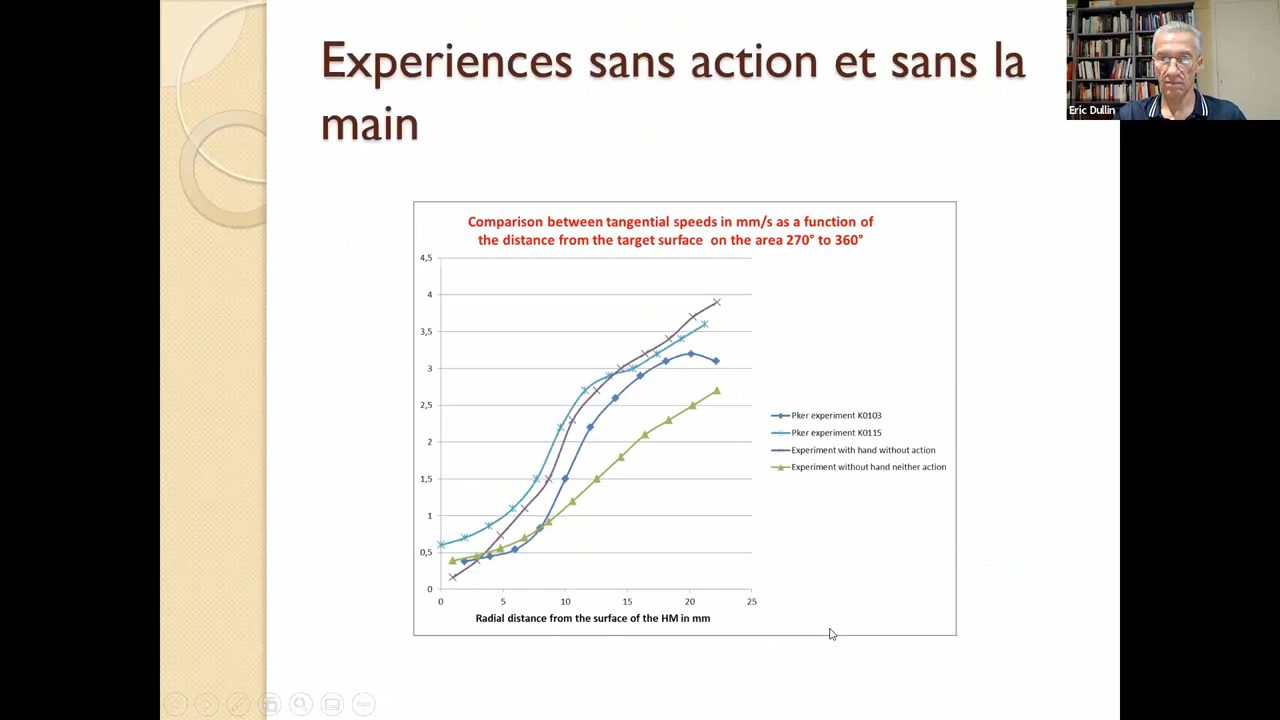 Experiences sans action et sans la
main
Eric Dullin
Comparison between tangential speeds in mm/s as a function of
the distance from the target surface on the area 270° to 360°
4,5
4
3,5
3
2,5
2
1,5
1
0,5
0
0 5 10 15 20 25
Radial distance from the surface of the HM in mm
Pker experiment K0103
Pker experiment K0115
Experiment with hand without action
Experiment without hand neither action